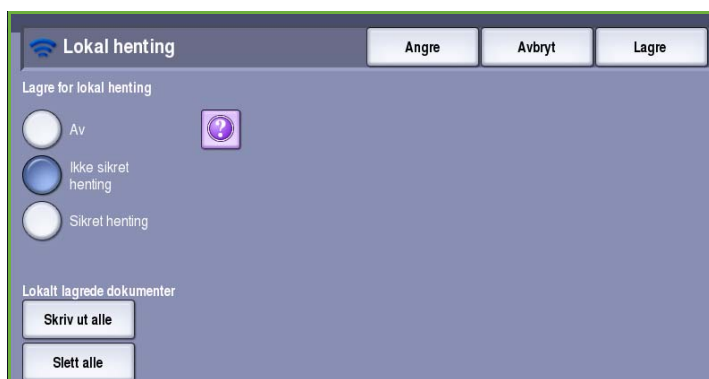 Lokal henting
Angre
Avbryt
Lagre
Lagre for lokal henting
Av
?
Ikke sikret
henting
Sikret henting
Lokalt lagrede dokumenter
Skriv ut alle
Slett alle